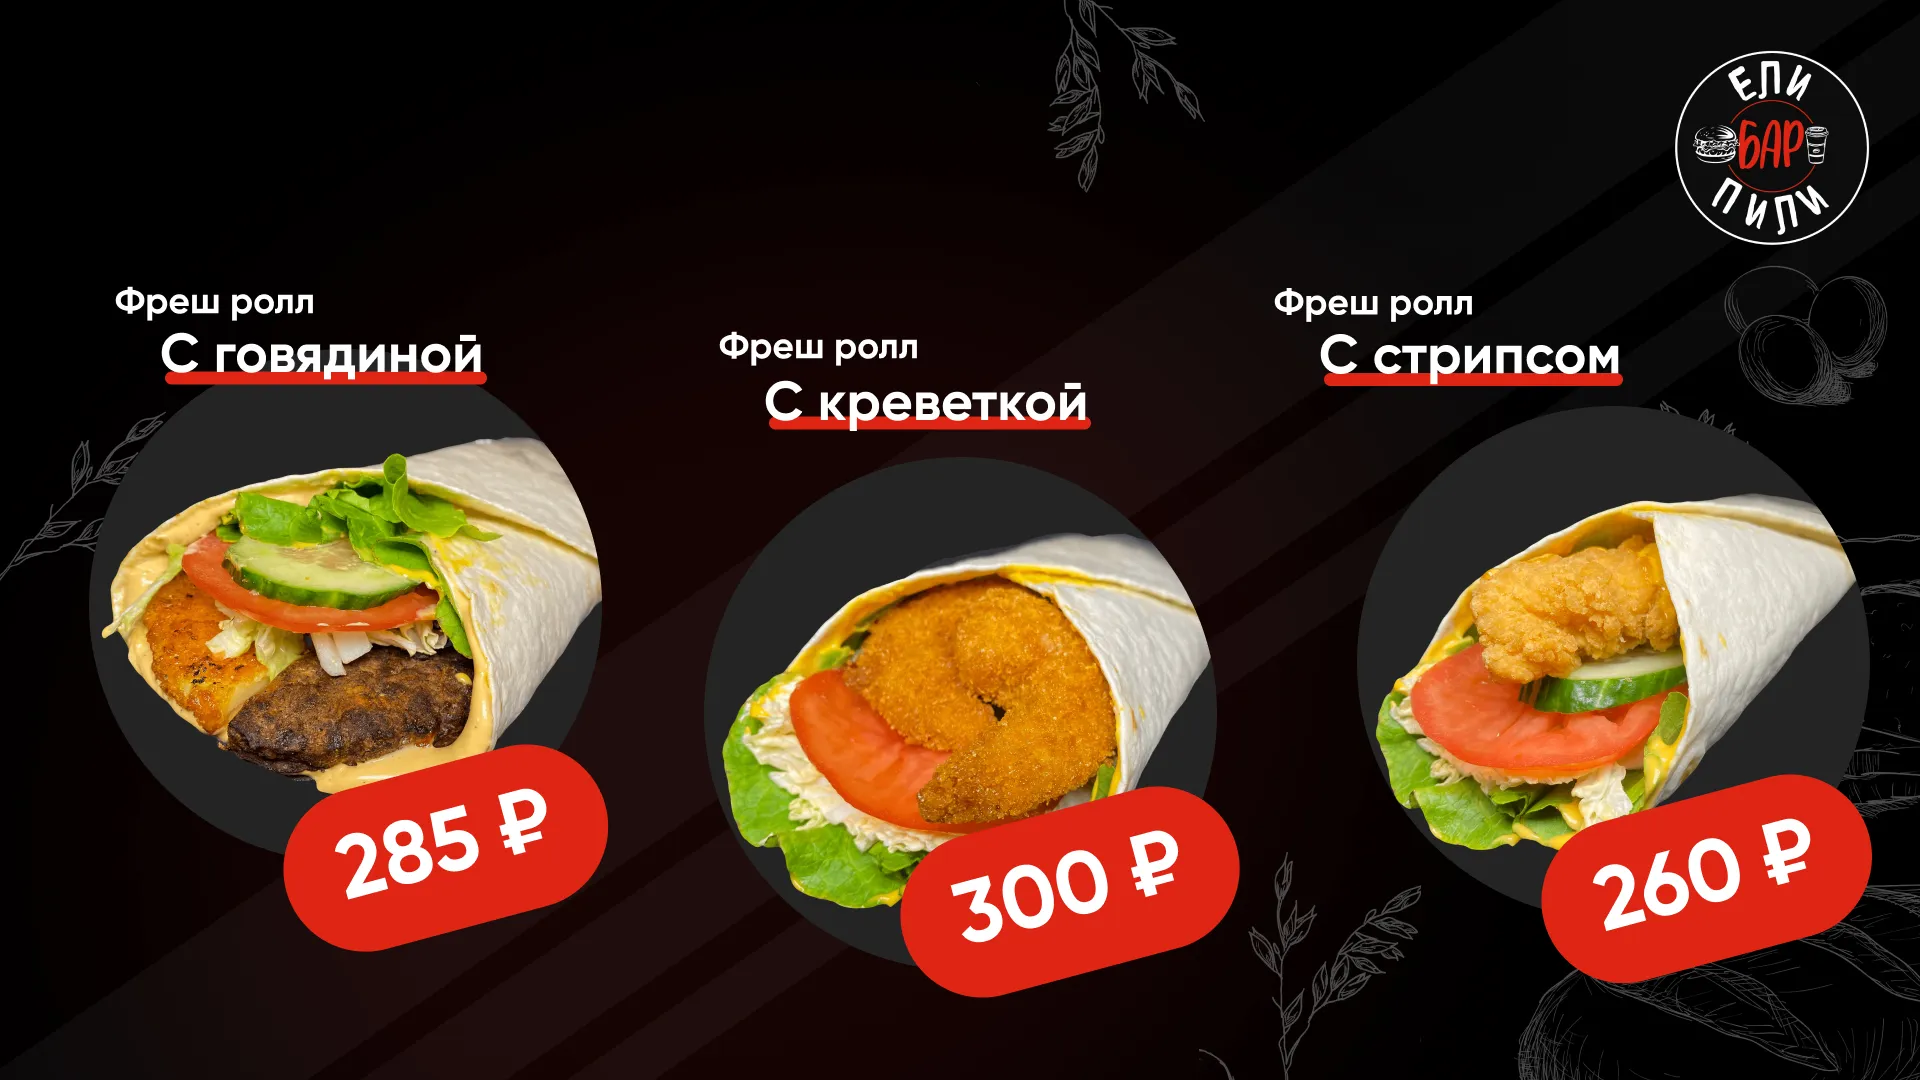 ЕЛИ
БАР
ПИЛИ
Фреш ролл
С говядиной
285 ₽
Фреш ролл
С креветкой
300 ₽
Фреш ролл
С стрипсом
260 ₽